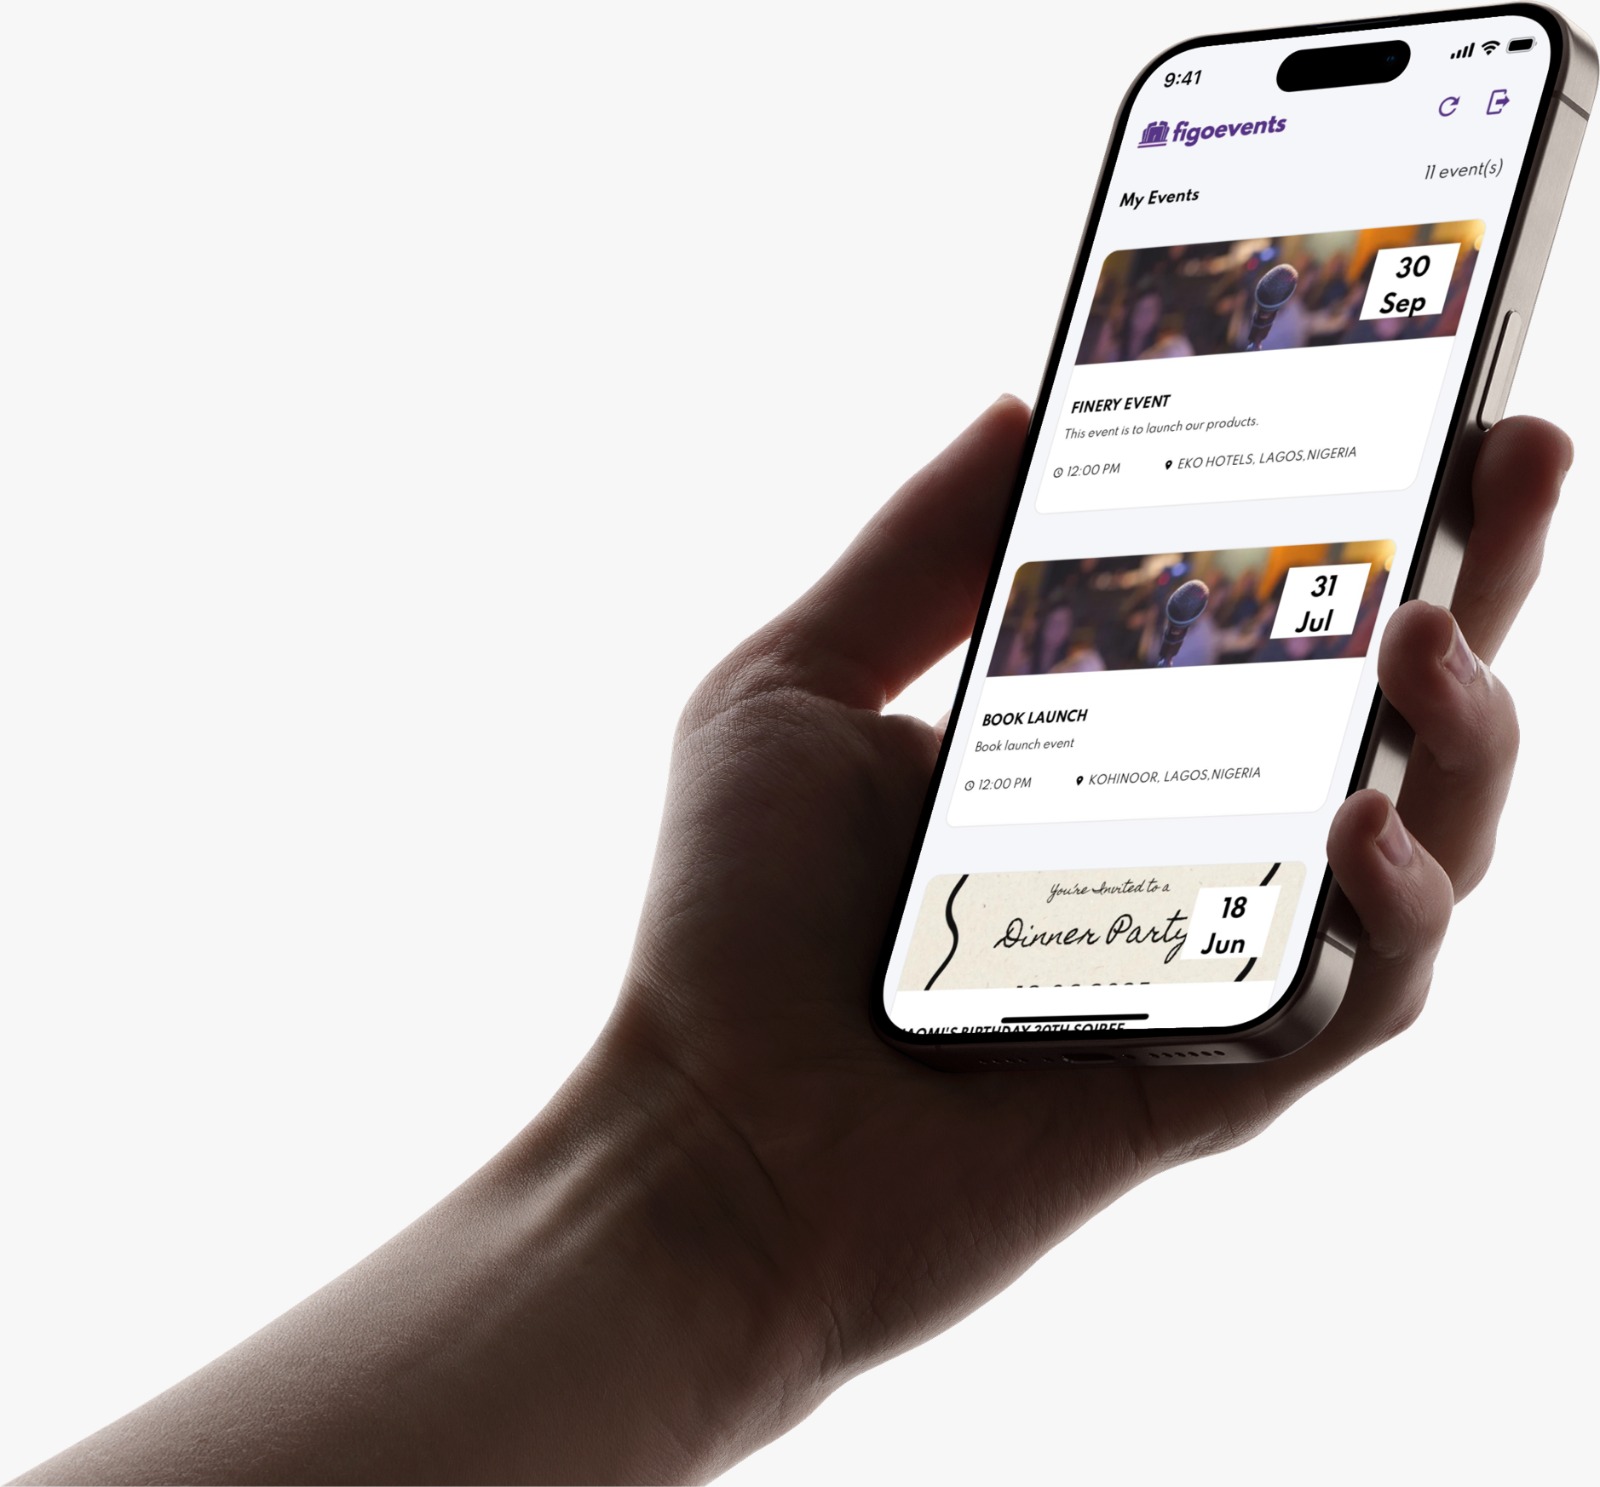 9:41
figoevents
11 event(s)
My Events
30
Sep
FINERY EVENT
This event is to launch our products.
12:00 PM
EKO HOTELS, LAGOS,NIGERIA
31
Jul
BOOK LAUNCH
Book launch event
12:00 PM
KOHINOOR, LAGOS,NIGERIA
You're Invited to a
Dinner Party
18
Jun
BIRTHDAY 30TH SOIREE